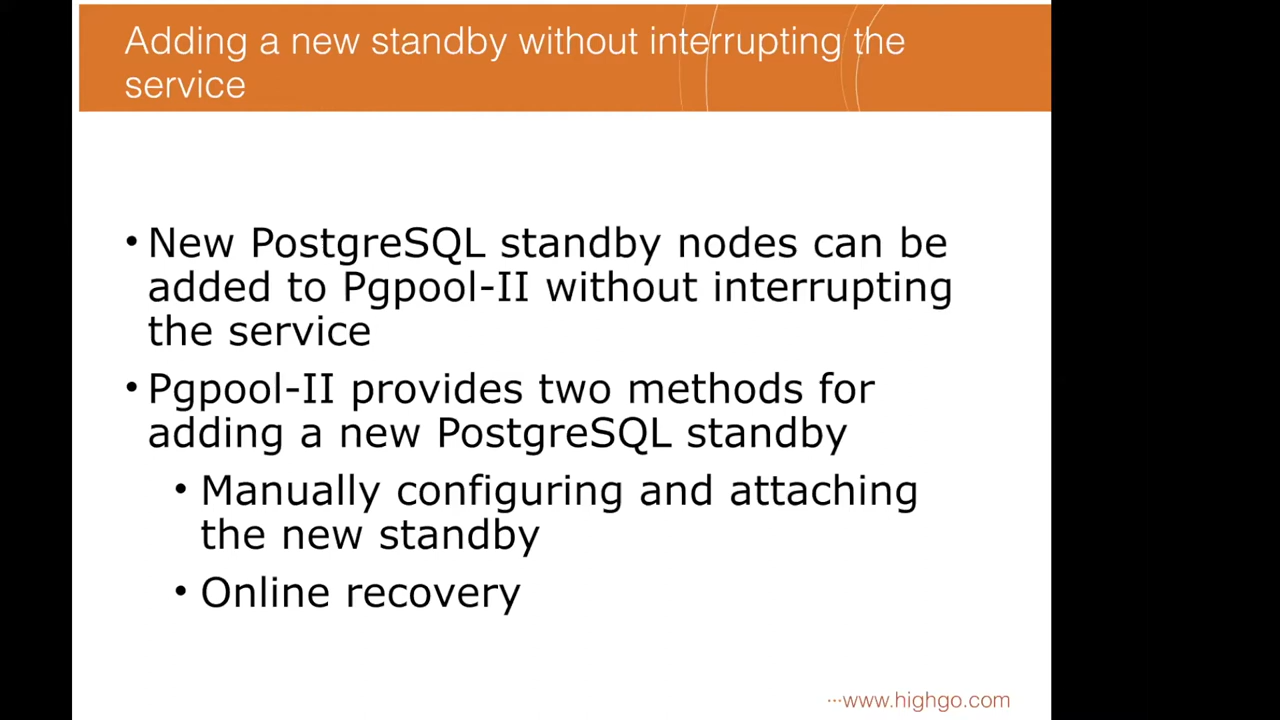 Adding a new standby without interrupting the
service
• New PostgreSQL standby nodes can be
added to Pgpool-II without interrupting
the service
• Pgpool-II provides two methods for
adding a new PostgreSQL standby
• Manually configuring and attaching
the new standby
• Online recovery
···www.highgo.com